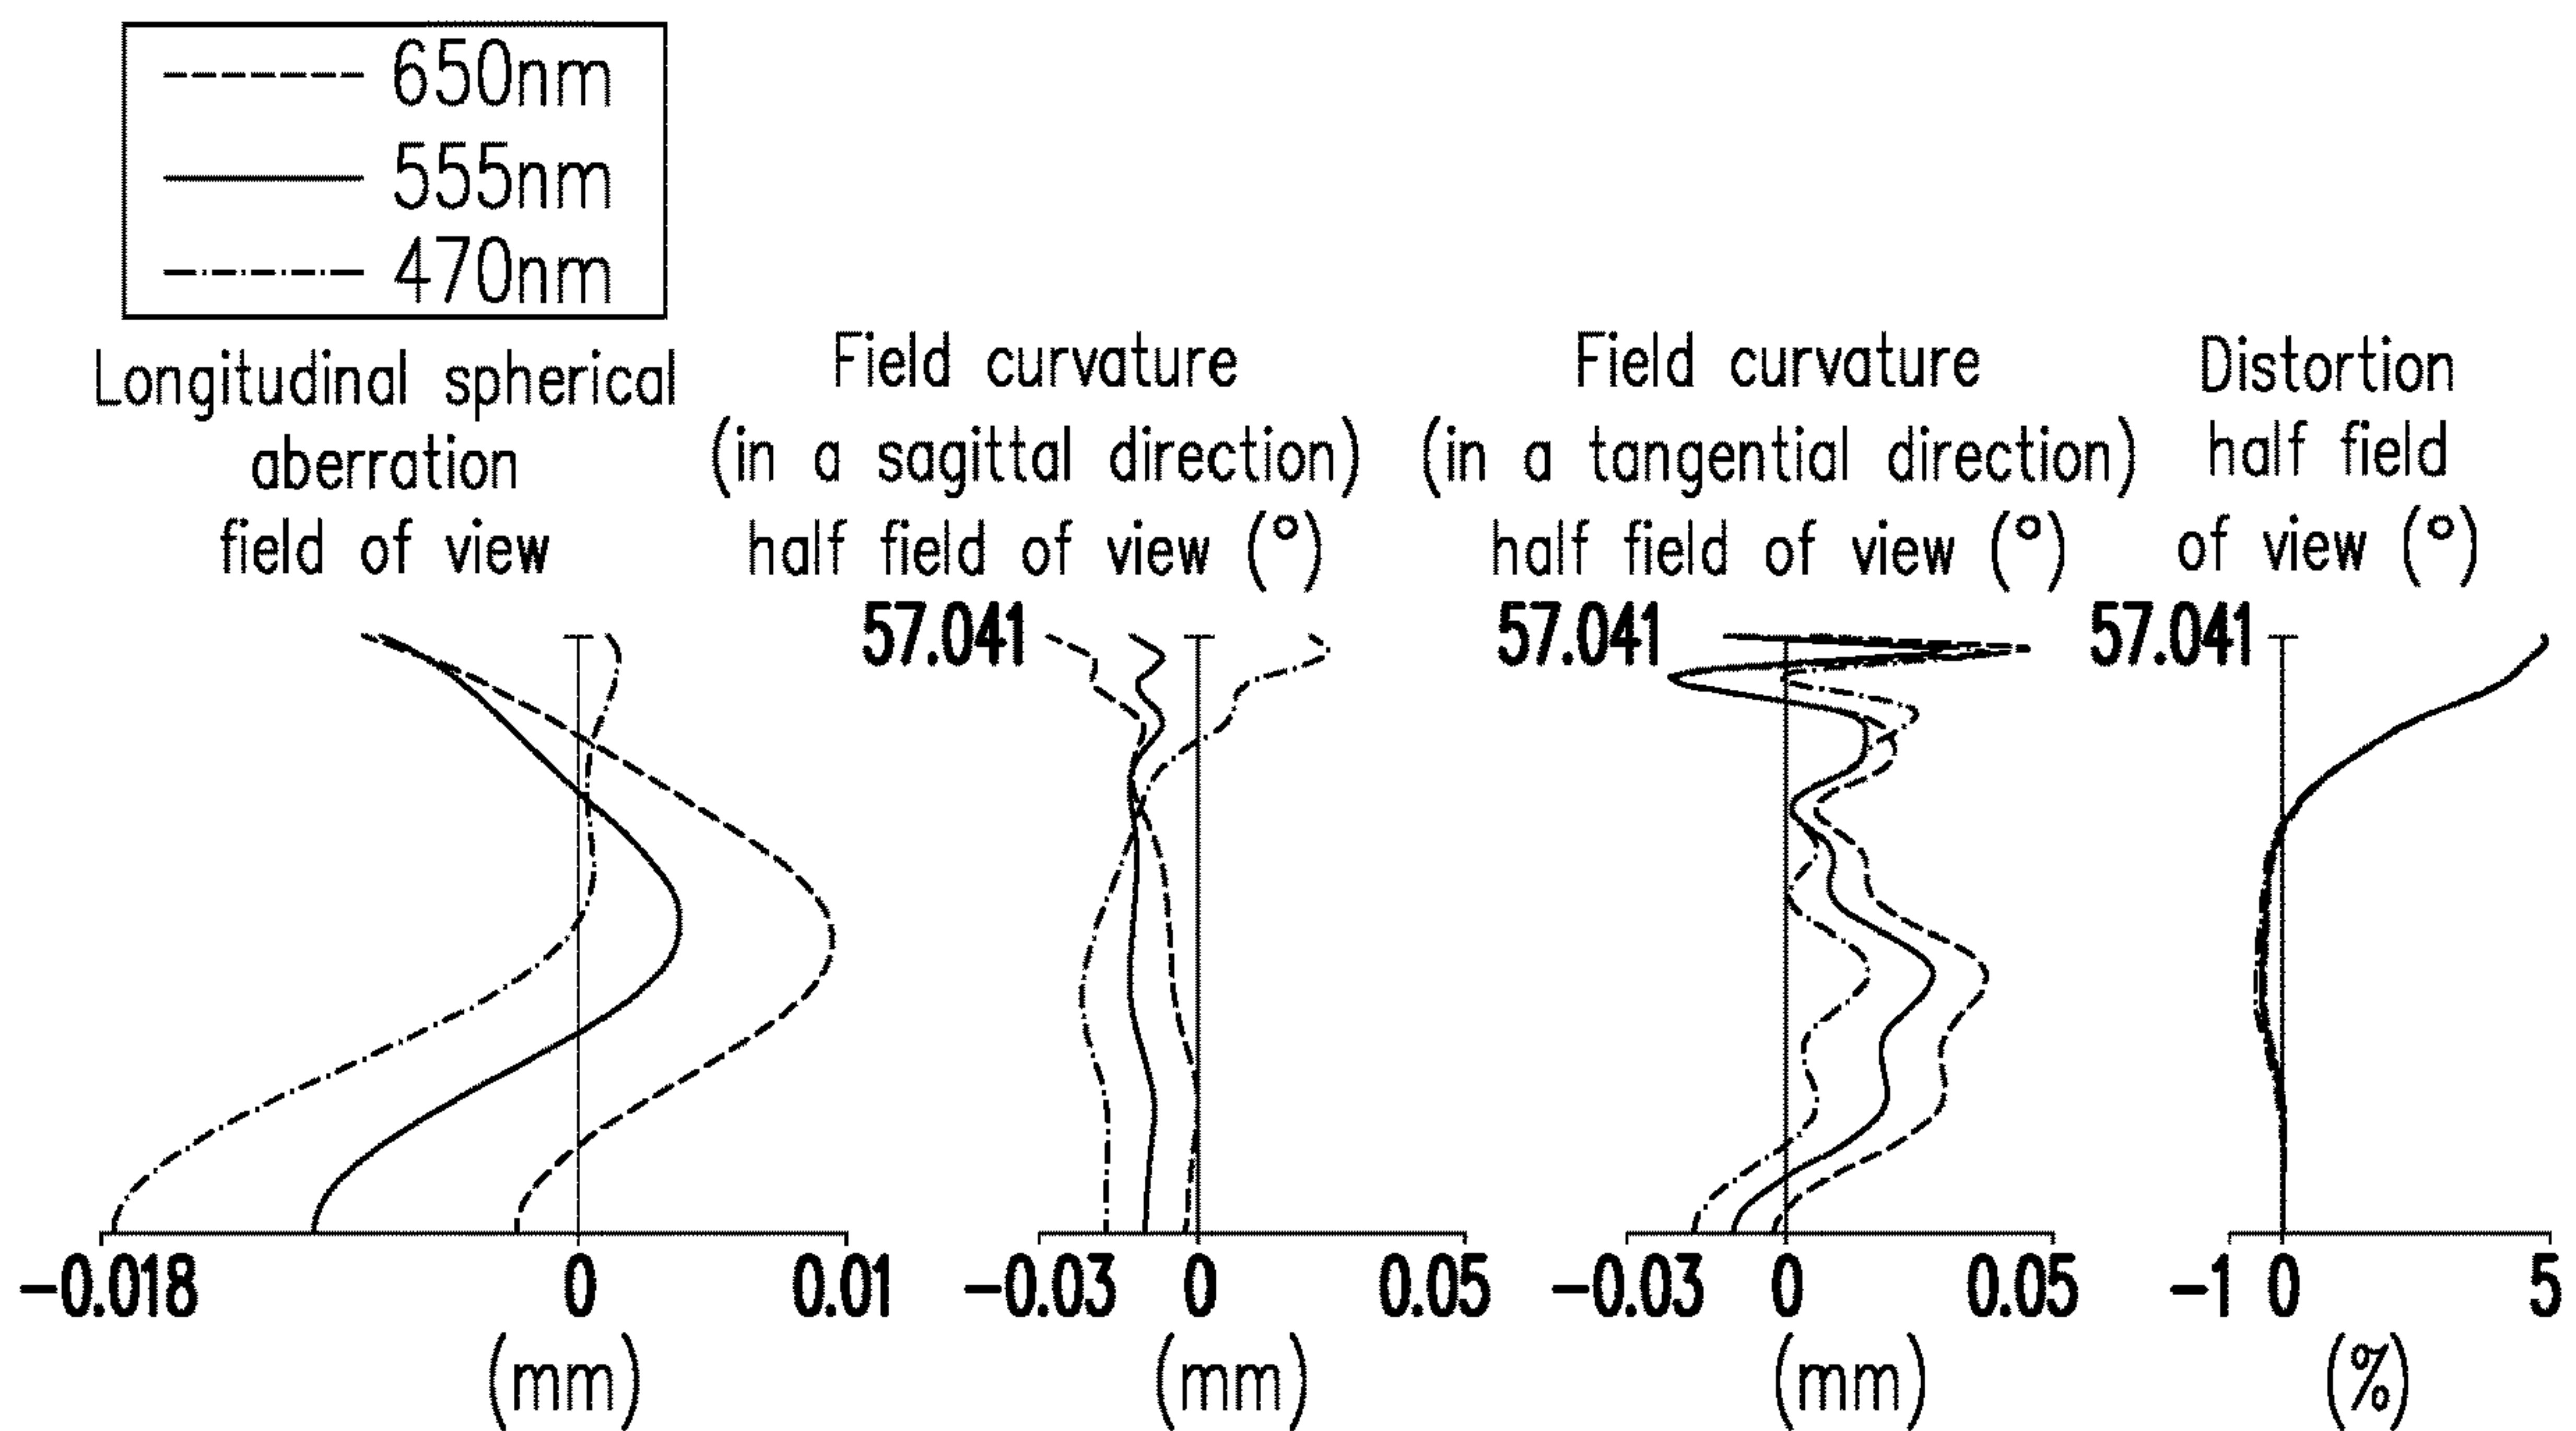 650nm
555nm
470nm
Longitudinal spherical
aberration
field of view
Field curvature
(in a sagittal direction)
half field of view (°)
57.041
Field curvature
(in a tangential direction)
half field of view (°)
57.041
Distortion
half field
of view (°)
57.041
-0.018 0 0.01
(mm)
-0.03 0 0.05
(mm)
-0.03 0 0.05
(mm)
-1 0 5
(%)